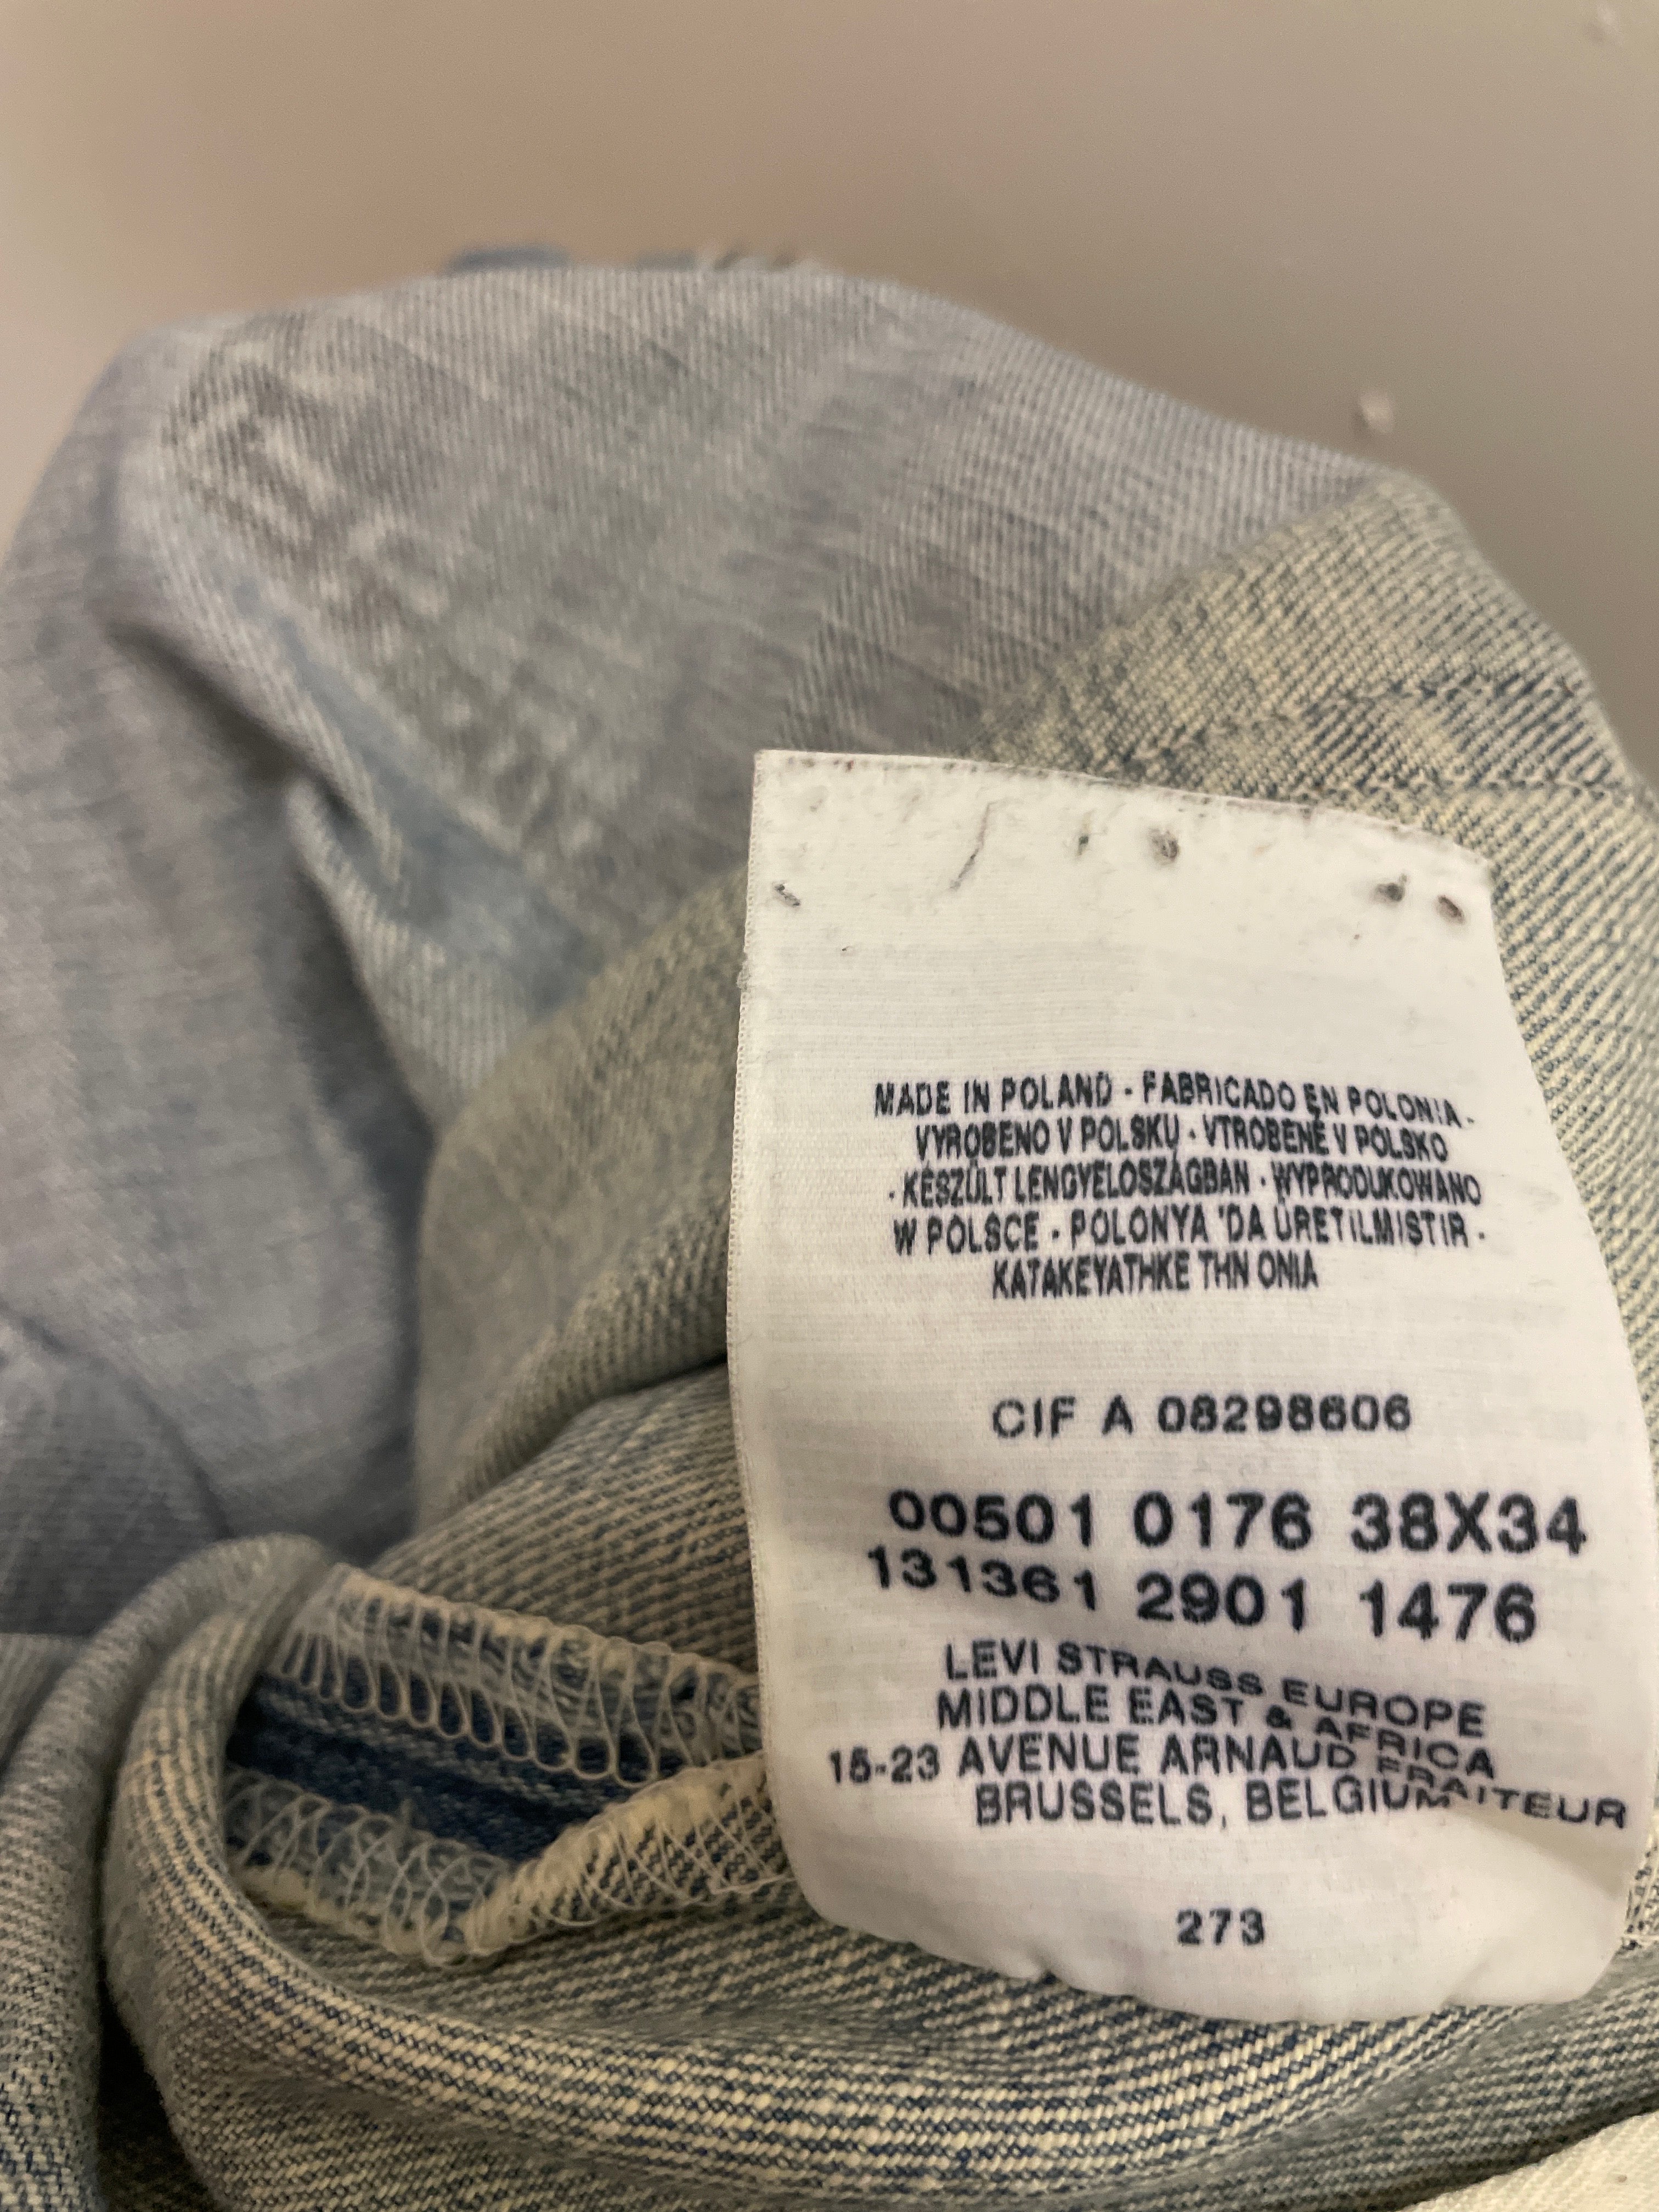 MADE IN POLAND - FABRICADO EN POLONIA -
VYROBENO V POLSKU - VTROBENÉ V POLSKO
- KÉSZÜLT LENGYELOSZÁGBAN - WYPRODUKOWANO
W POLSCE - POLONYA 'DA ÜRETILMISTIR -
KATAKEYATHKE THN ONIA
CIF A 08298606
00501 0176 38X34
131361 2901 1476
LEVI STRAUSS EUROPE
MIDDLE EAST & AFRICA
15-23 AVENUE ARNAUD FRAITEUR
BRUSSELS, BELGIUM
273